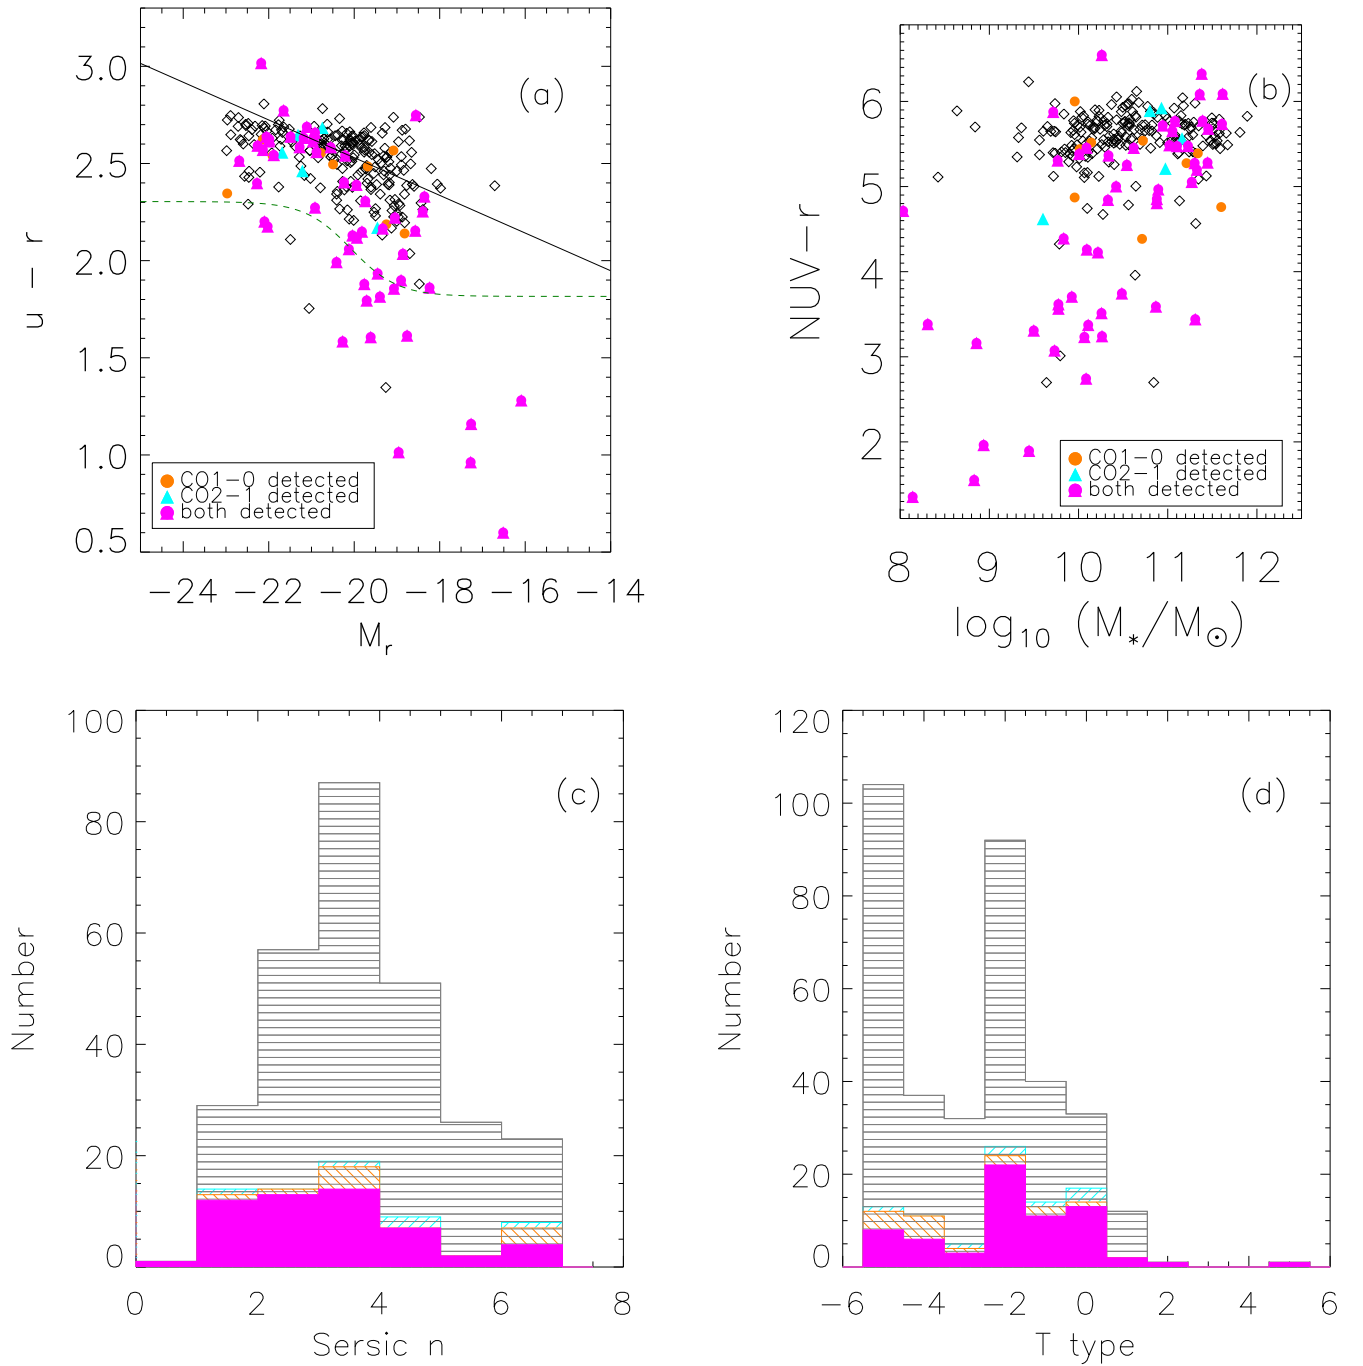 (a)
3.0
2.5
2.0
1.5
1.0
0.5
u − r
CO1−0 detected
CO2−1 detected
both detected
−24 −22 −20 −18 −16 −14
M_r
(b)
6
5
4
3
2
NUV−r
CO1−0 detected
CO2−1 detected
both detected
8 9 10 11 12
log₁₀ (M_*/M_⊙)
(c)
100
80
60
40
20
0
Number
0 2 4 6 8
Sersic n
(d)
120
100
80
60
40
20
0
Number
−6 −4 −2 0 2 4 6
T type